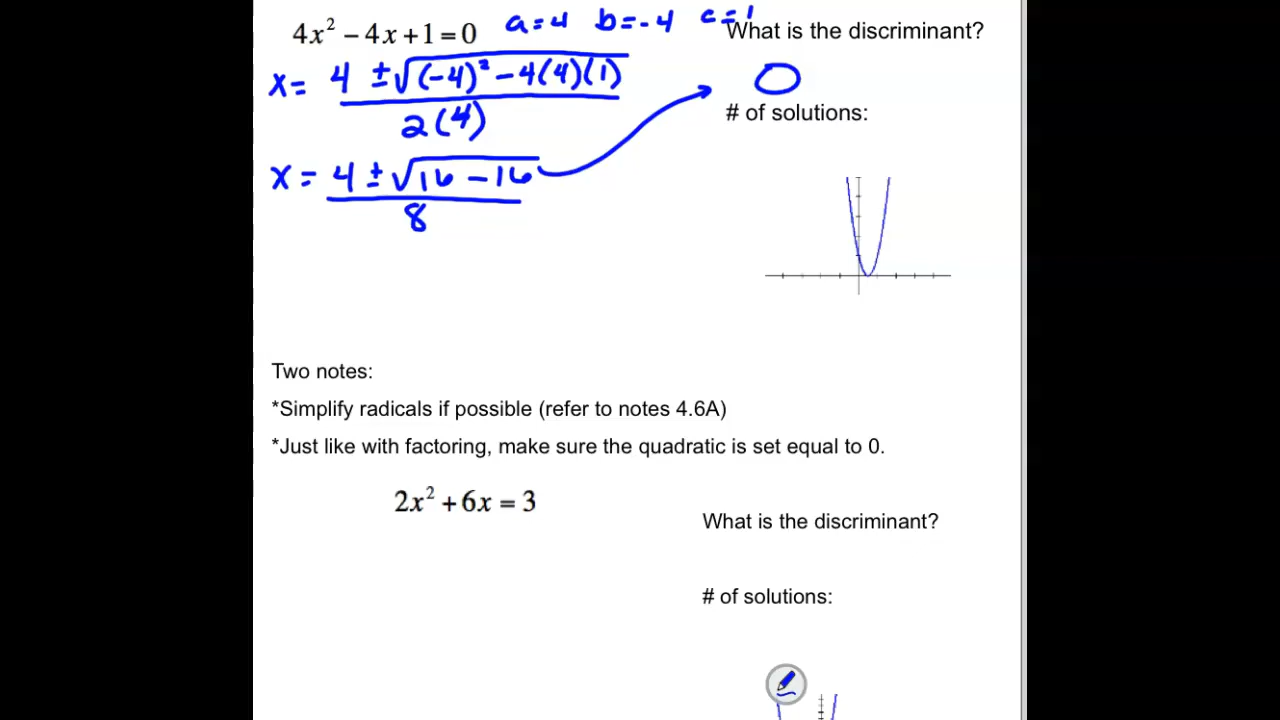 4x² − 4x + 1 = 0 a = 4 b = -4 c = 1
What is the discriminant?
x = 4 ± √(-4)² − 4(4)(1)
2(4)
0
# of solutions:
x = 4 ± √16 − 16
8
Two notes:
*Simplify radicals if possible (refer to notes 4.6A)
*Just like with factoring, make sure the quadratic is set equal to 0.
2x² + 6x = 3
What is the discriminant?
# of solutions: